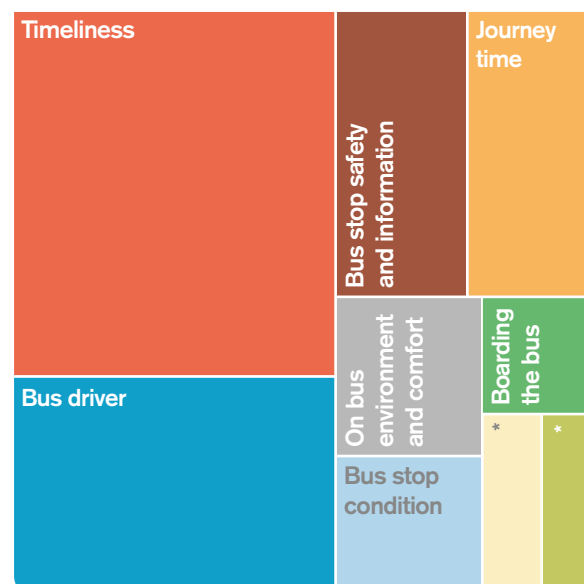 Timeliness
Bus stop safety
and information
Journey
time
Bus driver
On bus
environment
and comfort
Boarding
the bus
Bus stop
condition
*
*